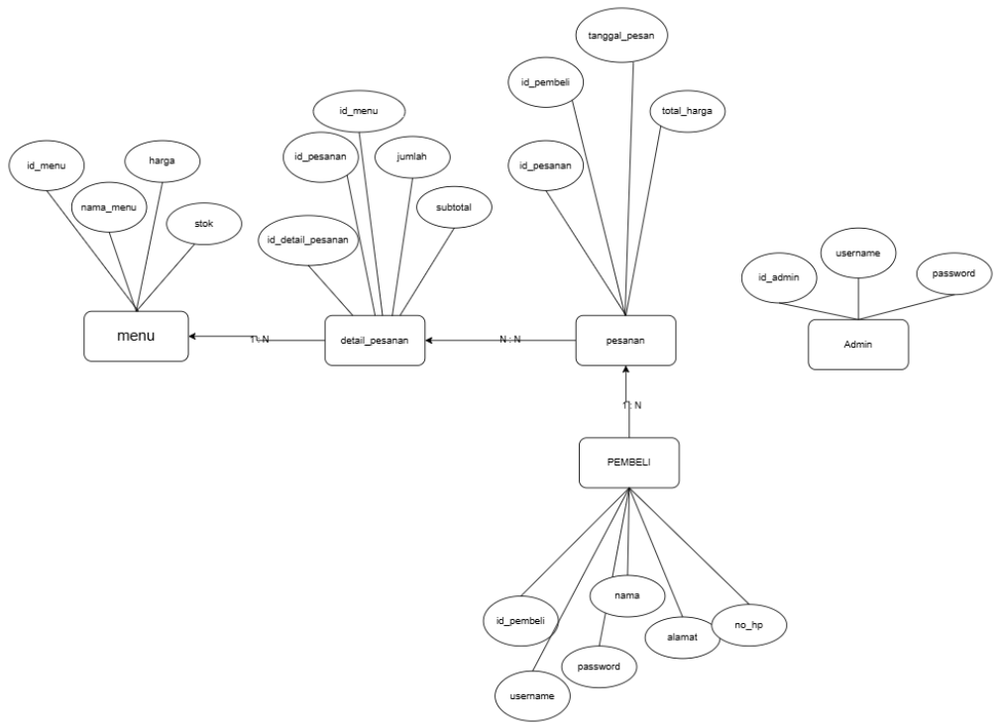 tanggal_pesan
id_pembeli
total_harga
id_menu
id_pesanan
jumlah
id_menu
harga
id_pesanan
nama_menu
subtotal
stok
id_detail_pesanan
username
id_admin
password
menu
1 : N
detail_pesanan
N : N
pesanan
Admin
1 : N
PEMBELI
nama
id_pembeli
alamat
no_hp
password
username